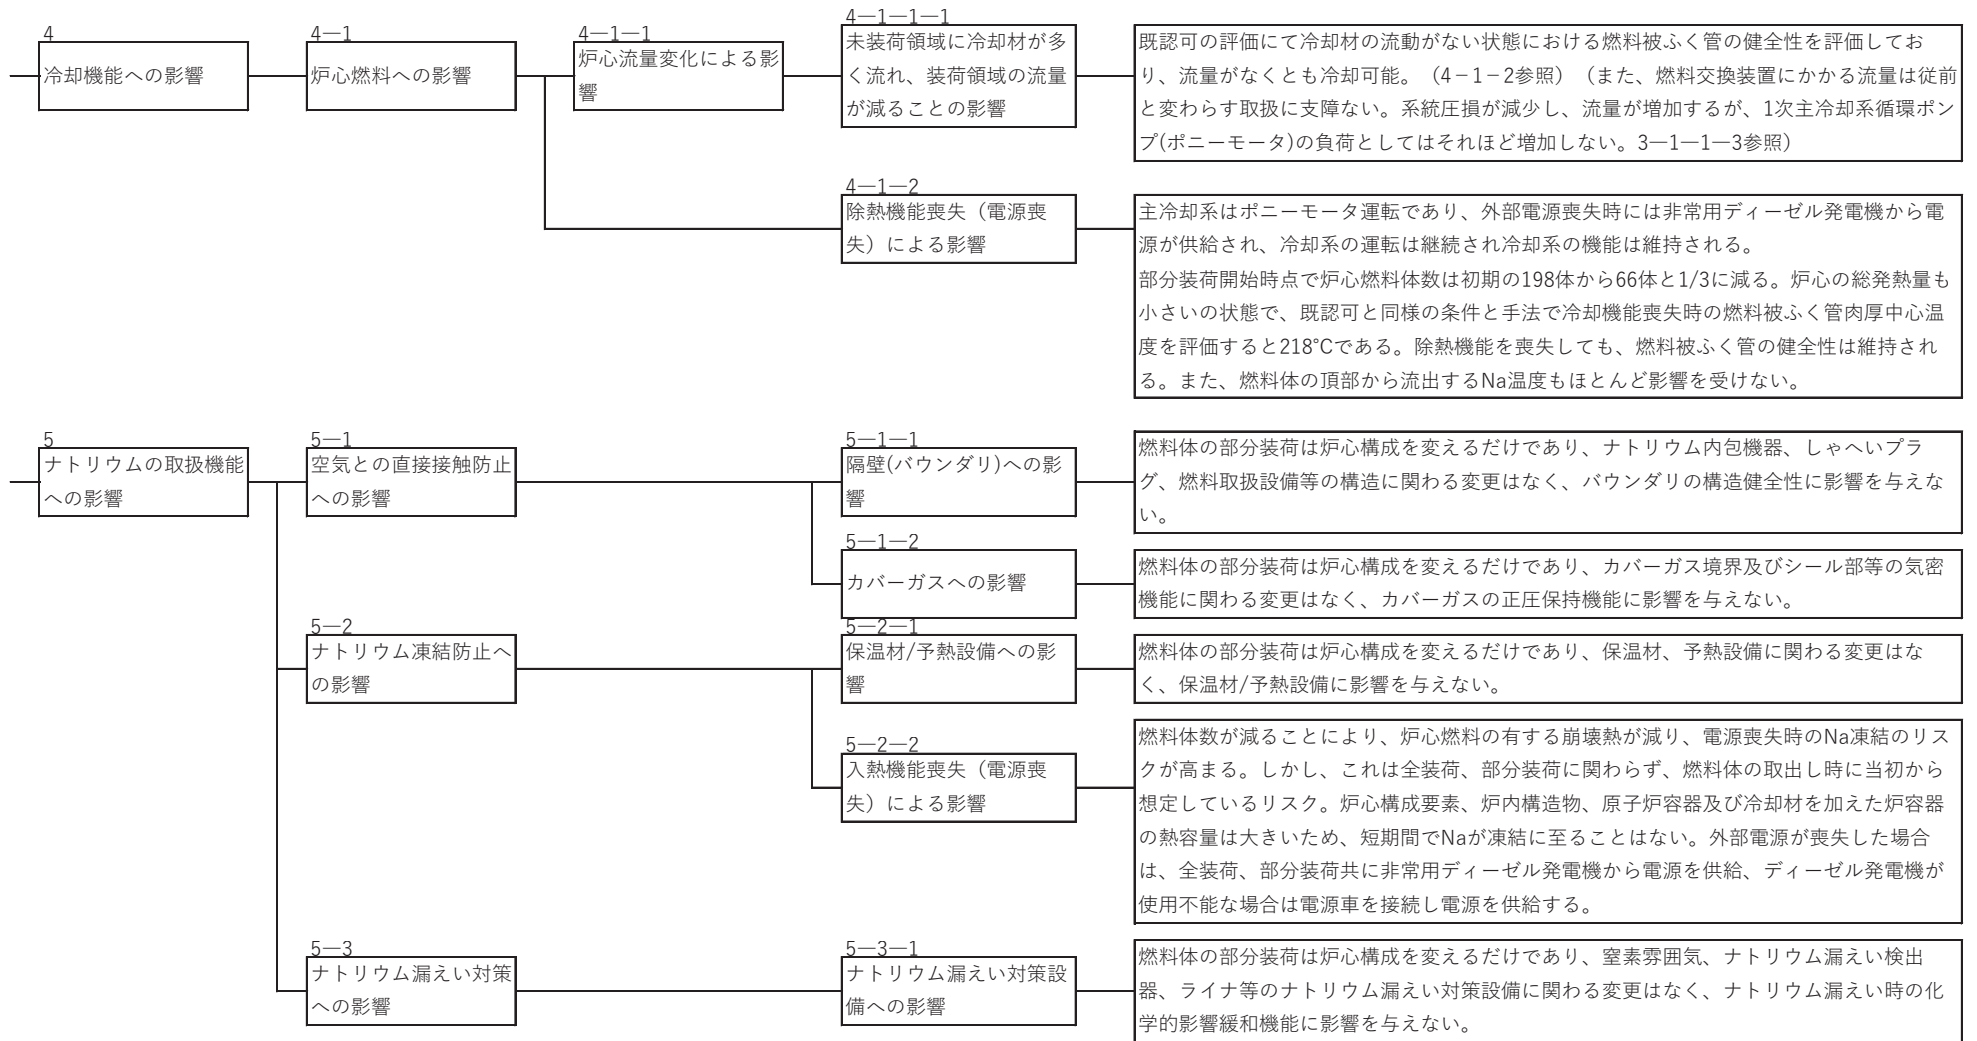 4
冷却機能への影響
4—1
炉心燃料への影響
4—1—1
炉心流量変化による影
響
4—1—1—1
未装荷領域に冷却材が多
く流れ、装荷領域の流量
が減ることの影響
既認可の評価にて冷却材の流動がない状態における燃料被ふく管の健全性を評価してお
り、流量がなくとも冷却可能。（4－1－2参照）（また、燃料交換装置にかかる流量は従前
と変わらす取扱に支障ない。系統圧損が減少し、流量が増加するが、1次主冷却系循環ポン
プ(ポニーモータ)の負荷としてはそれほど増加しない。3—1—1—3参照）
4—1—2
除熱機能喪失（電源喪
失）による影響
主冷却系はポニーモータ運転であり、外部電源喪失時には非常用ディーゼル発電機から電
源が供給され、冷却系の運転は継続され冷却系の機能は維持される。
部分装荷開始時点で炉心燃料体数は初期の198体から66体と1/3に減る。炉心の総発熱量も
小さいの状態で、既認可と同様の条件と手法で冷却機能喪失時の燃料被ふく管肉厚中心温
度を評価すると218℃である。除熱機能を喪失しても、燃料被ふく管の健全性は維持され
る。また、燃料体の頂部から流出するNa温度もほとんど影響を受けない。
5
ナトリウムの取扱機能
への影響
5—1
空気との直接接触防止
への影響
5—1—1
隔壁(バウンダリ)への影
響
燃料体の部分装荷は炉心構成を変えるだけであり、ナトリウム内包機器、しゃへいプラ
グ、燃料取扱設備等の構造に関わる変更はなく、バウンダリの構造健全性に影響を与えな
い。
5—1—2
カバーガスへの影響
燃料体の部分装荷は炉心構成を変えるだけであり、カバーガス境界及びシール部等の気密
機能に関わる変更はなく、カバーガスの正圧保持機能に影響を与えない。
5—2
ナトリウム凍結防止へ
の影響
5—2—1
保温材/予熱設備への影
響
燃料体の部分装荷は炉心構成を変えるだけであり、保温材、予熱設備に関わる変更はな
く、保温材/予熱設備に影響を与えない。
5—2—2
入熱機能喪失（電源喪
失）による影響
燃料体数が減ることにより、炉心燃料の有する崩壊熱が減り、電源喪失時のNa凍結のリス
クが高まる。しかし、これは全装荷、部分装荷に関わらず、燃料体の取出し時に当初から
想定しているリスク。炉心構成要素、炉内構造物、原子炉容器及び冷却材を加えた炉容器
の熱容量は大きいため、短期間でNaが凍結に至ることはない。外部電源が喪失した場合
は、全装荷、部分装荷共に非常用ディーゼル発電機から電源を供給、ディーゼル発電機が
使用不能な場合は電源車を接続し電源を供給する。
5—3
ナトリウム漏えい対策
への影響
5—3—1
ナトリウム漏えい対策設
備への影響
燃料体の部分装荷は炉心構成を変えるだけであり、窒素雰囲気、ナトリウム漏えい検出
器、ライナ等のナトリウム漏えい対策設備に関わる変更はなく、ナトリウム漏えい時の化
学的影響緩和機能に影響を与えない。